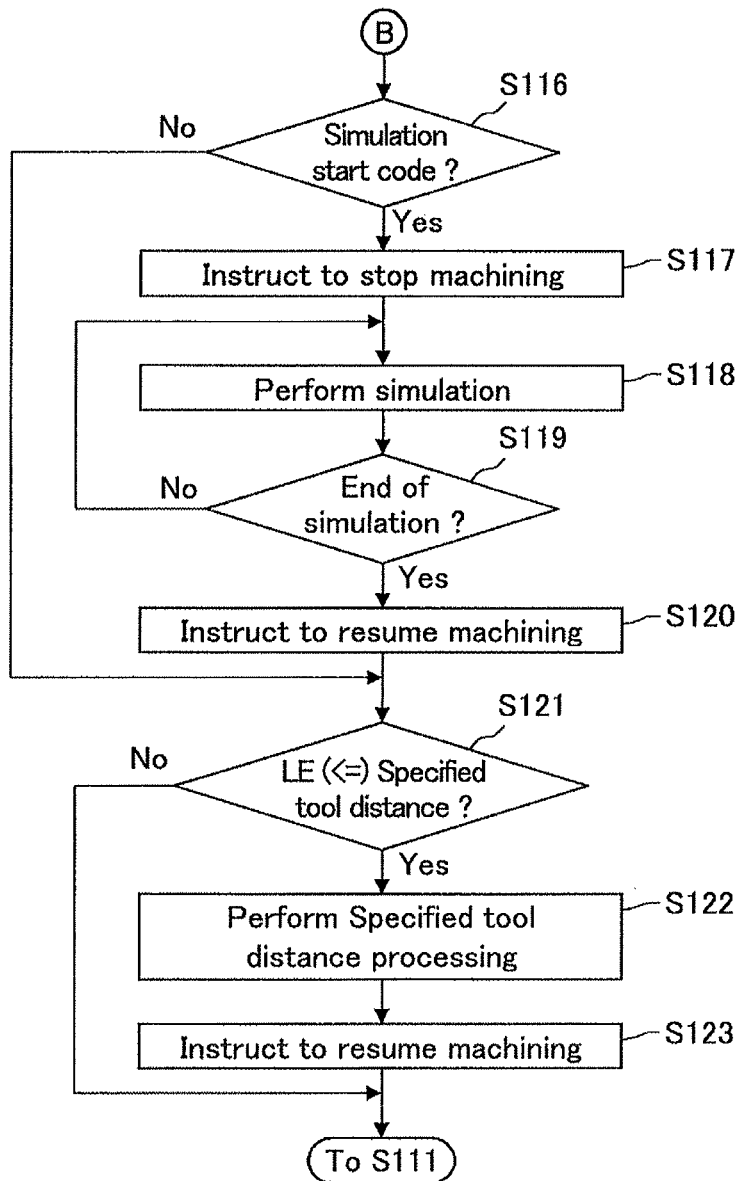 B
S116
No
Simulation
start code ?
Yes
Instruct to stop machining
S117
Perform simulation
S118
S119
No
End of
simulation ?
Yes
Instruct to resume machining
S120
S121
No
LE (<=) Specified
tool distance ?
Yes
Perform Specified tool
distance processing
S122
Instruct to resume machining
S123
To S111